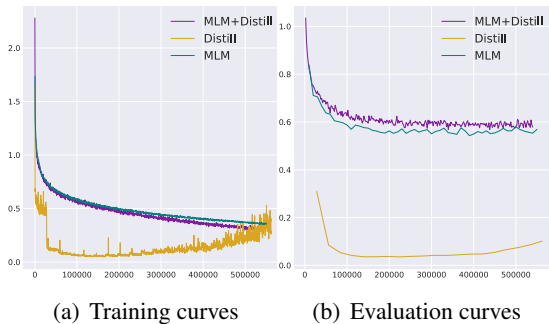 MLM+Distill
Distill
MLM
2.0
1.5
1.0
0.5
0.0
0 100000 200000 300000 400000 500000
(a) Training curves
MLM+Distill
Distill
MLM
1.0
0.8
0.6
0.4
0.2
0.0
0 100000 200000 300000 400000 500000
(b) Evaluation curves